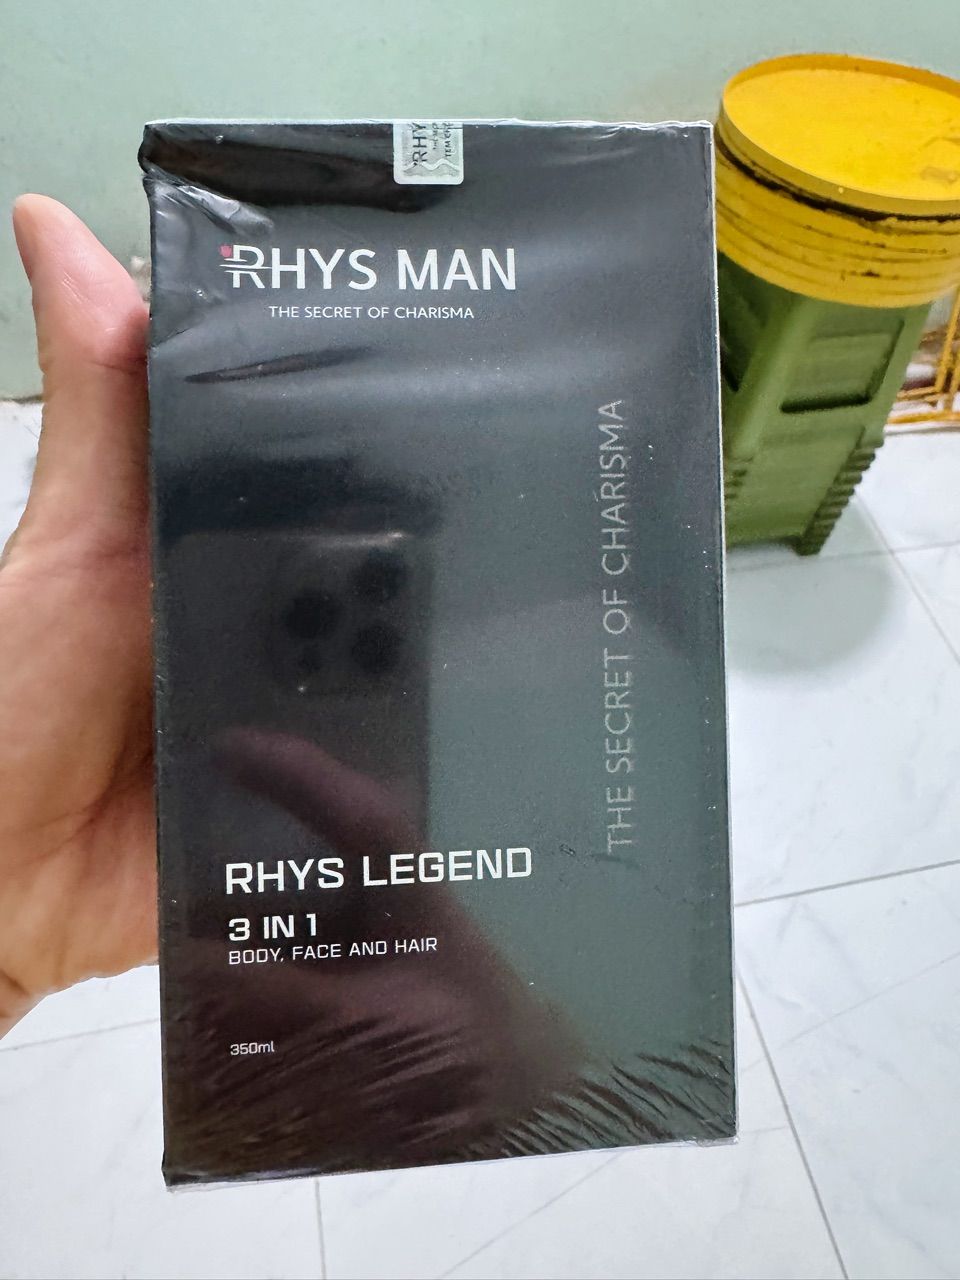 RHYS MAN
THE SECRET OF CHARISMA
THE SECRET OF CHARISMA
RHYS LEGEND
3 IN 1
BODY, FACE AND HAIR
350ml